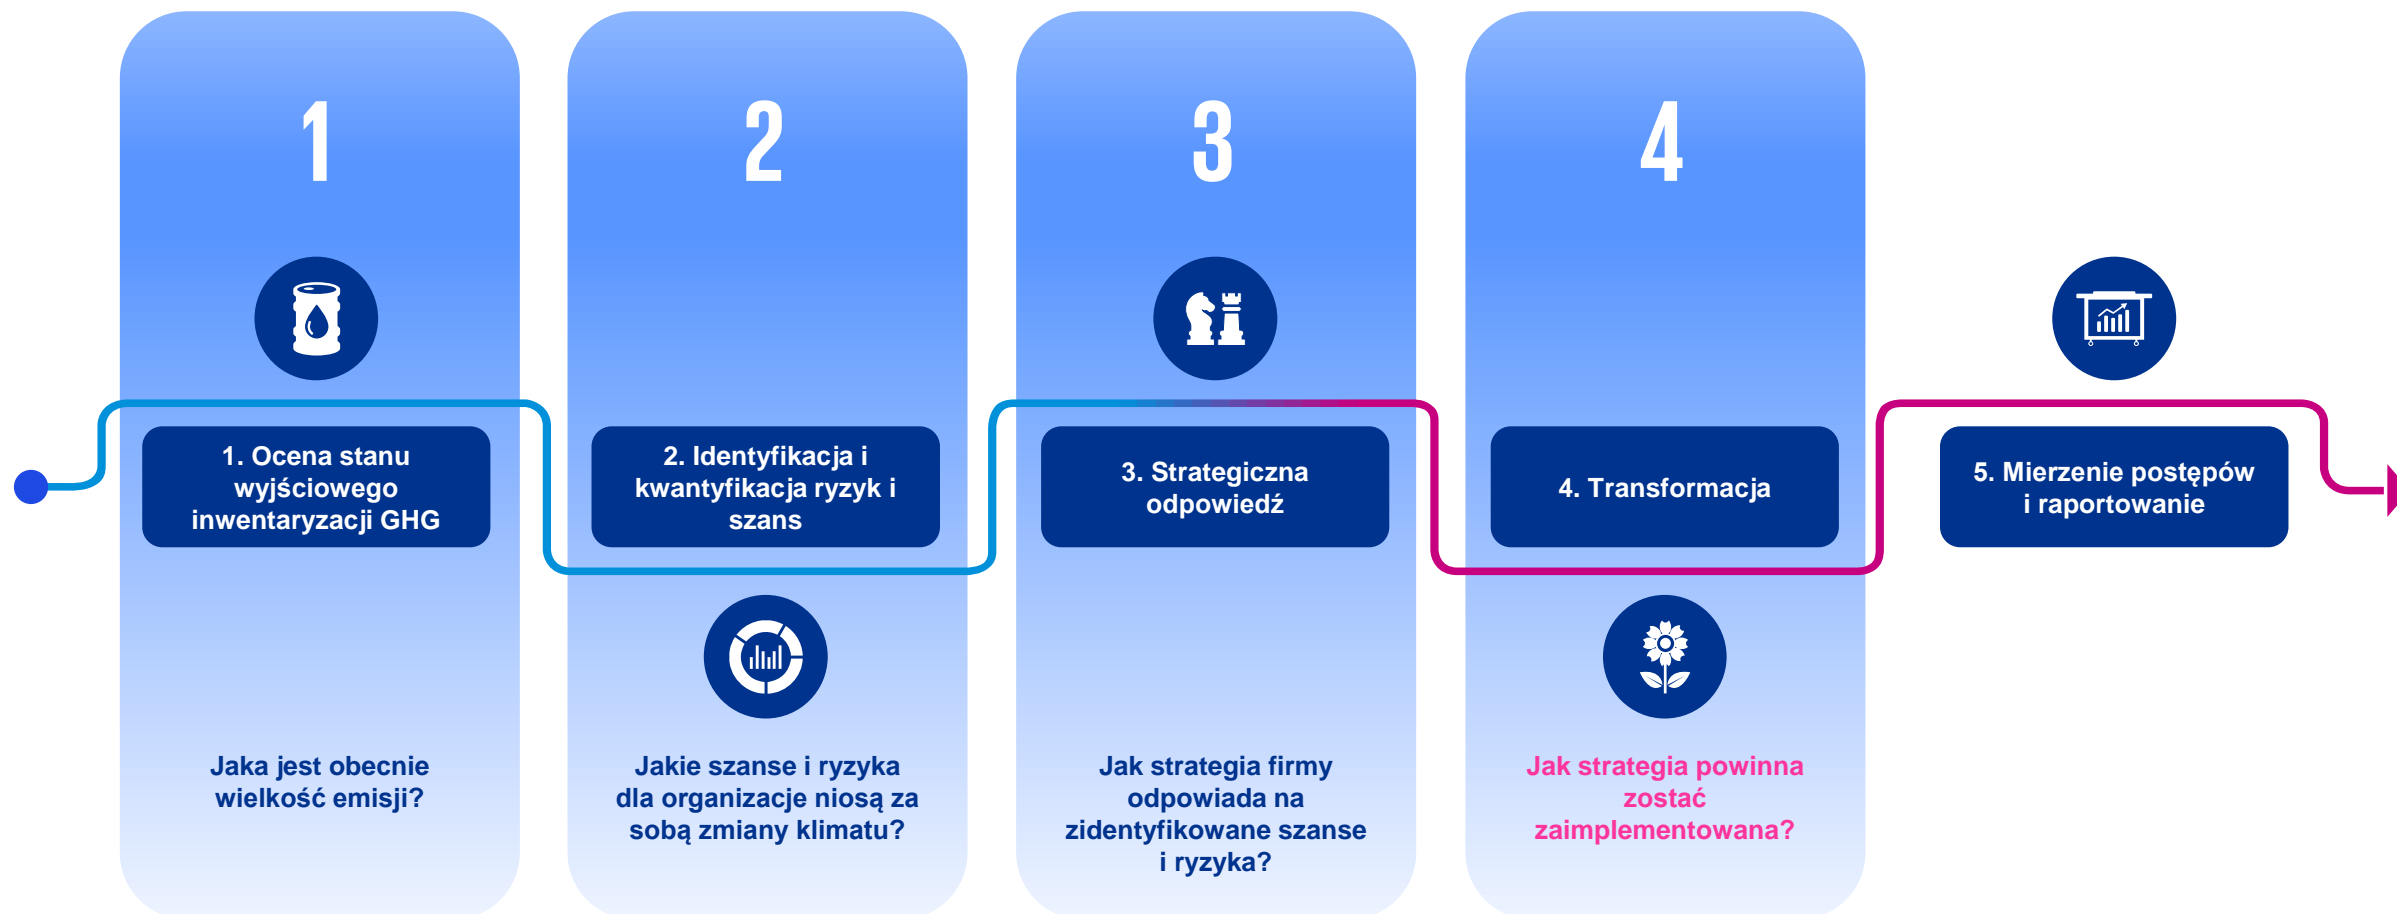 1
2
3
4
1. Ocena stanu
wyjściowego
inwentaryzacji GHG
2. Identyfikacja i
kwantyfikacja ryzyk i
szans
3. Strategiczna
odpowiedź
4. Transformacja
5. Mierzenie postępów
i raportowanie
Jaka jest obecnie
wielkość emisji?
Jakie szanse i ryzyka
dla organizacje niosą za
sobą zmiany klimatu?
Jak strategia firmy
odpowiada na
zidentyfikowane szanse
i ryzyka?
Jak strategia powinna
zostać
zaimplementowana?